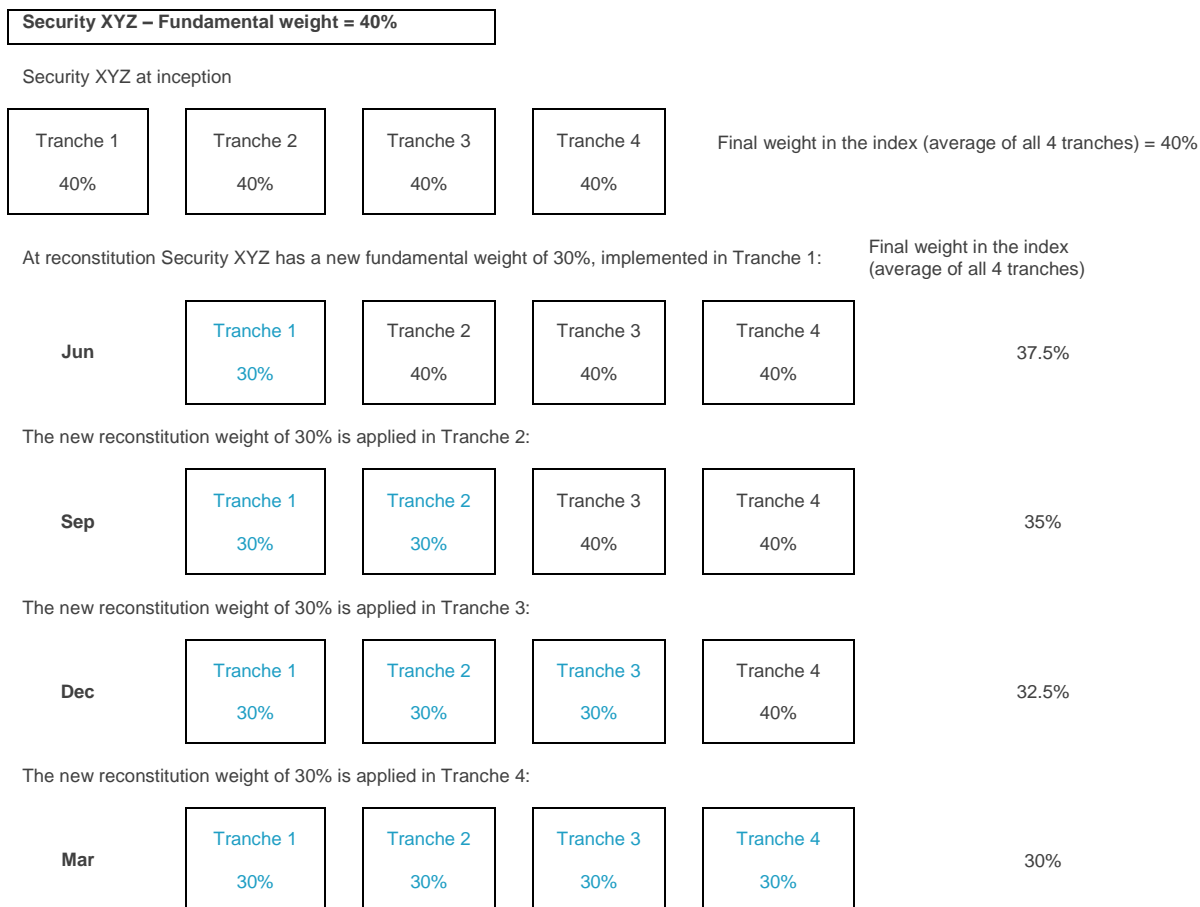 Security XYZ – Fundamental weight = 40%
Security XYZ at inception
Tranche 1 Tranche 2 Tranche 3 Tranche 4
Final weight in the index (average of all 4 tranches) = 40%
40% 40% 40% 40%
At reconstitution Security XYZ has a new fundamental weight of 30%, implemented in Tranche 1:
Final weight in the index
(average of all 4 tranches)
Tranche 1 Tranche 2 Tranche 3 Tranche 4
Jun 37.5%
30% 40% 40% 40%
The new reconstitution weight of 30% is applied in Tranche 2:
Tranche 1 Tranche 2 Tranche 3 Tranche 4
Sep 35%
30% 30% 40% 40%
The new reconstitution weight of 30% is applied in Tranche 3:
Tranche 1 Tranche 2 Tranche 3 Tranche 4
Dec 32.5%
30% 30% 30% 40%
The new reconstitution weight of 30% is applied in Tranche 4:
Tranche 1 Tranche 2 Tranche 3 Tranche 4
Mar 30%
30% 30% 30% 30%